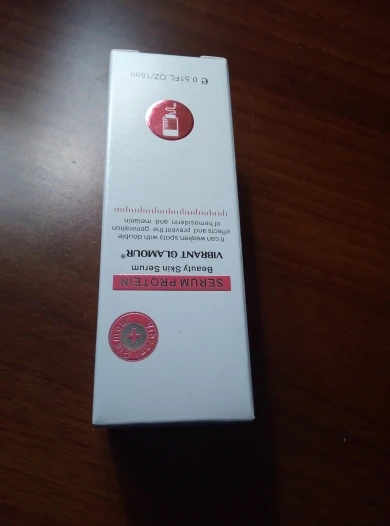 SERUM PROTEIN
Beauty Skin Serum
VIBRANT GLAMOUR®
It can weaken spots with double
effects and prevent the generation
of hemosiderin and melanin.
℮ 0.51FL.OZ/15ml